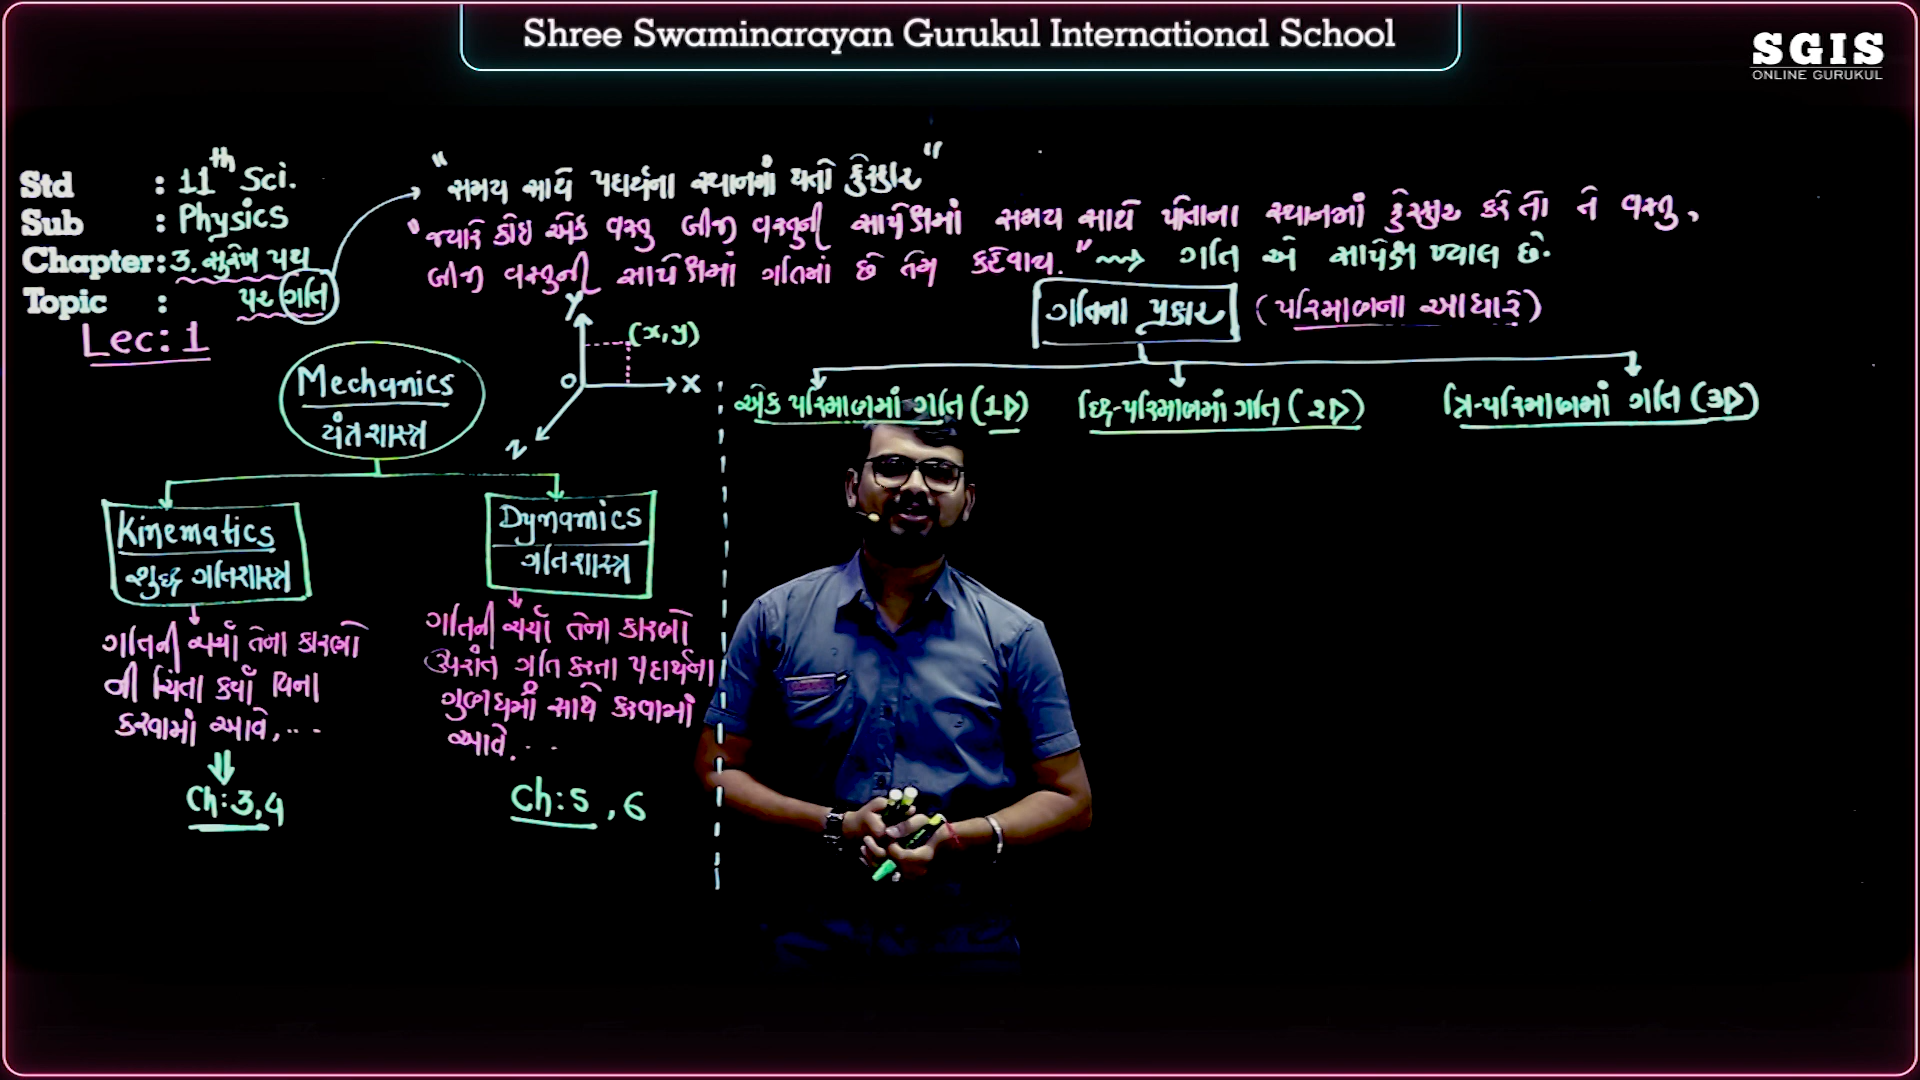 Shree Swaminarayan Gurukul International School
SGIS
ONLINE GURUKUL
Std : 11th Sci.
Sub : Physics
Chapter: 3. સુરેખ પથ
Topic : પર ગતિ
Lec: 1
"સમય સાથે પદાર્થના સ્થાનમાં થતો ફેરફાર"
"જ્યારે કોઇ એક વસ્તુ બીજી વસ્તુની સાપેક્ષમાં સમય સાથે પોતાના સ્થાનમાં ફેરફાર કરે તો તે વસ્તુ,
બીજી વસ્તુની સાપેક્ષમાં ગતિમાં છે તેમ કહેવાય." ગતિ એ સાપેક્ષ ખ્યાલ છે.
ગતિના પ્રકાર (પરિમાણના આધારે)
એક પરિમાણમાં ગતિ (1D)
દ્વિ-પરિમાણમાં ગતિ (2D)
ત્રિ-પરિમાણમાં ગતિ (3D)
Y
(x,y)
O
X
Z
Mechanics
યંત્રશાસ્ત્ર
Kinematics
શુદ્ધ ગતિશાસ્ત્ર
ગતિની ચર્ચા તેના કારણો
ની ચિંતા કર્યા વિના
કરવામાં આવે,...
Ch:3,4
Dynamics
ગતિશાસ્ત્ર
ગતિની ચર્ચા તેના કારણો
ઉપરાંત ગતિ કરતા પદાર્થના
ગુણધર્મો સાથે કરવામાં
આવે. ..
Ch:5,6